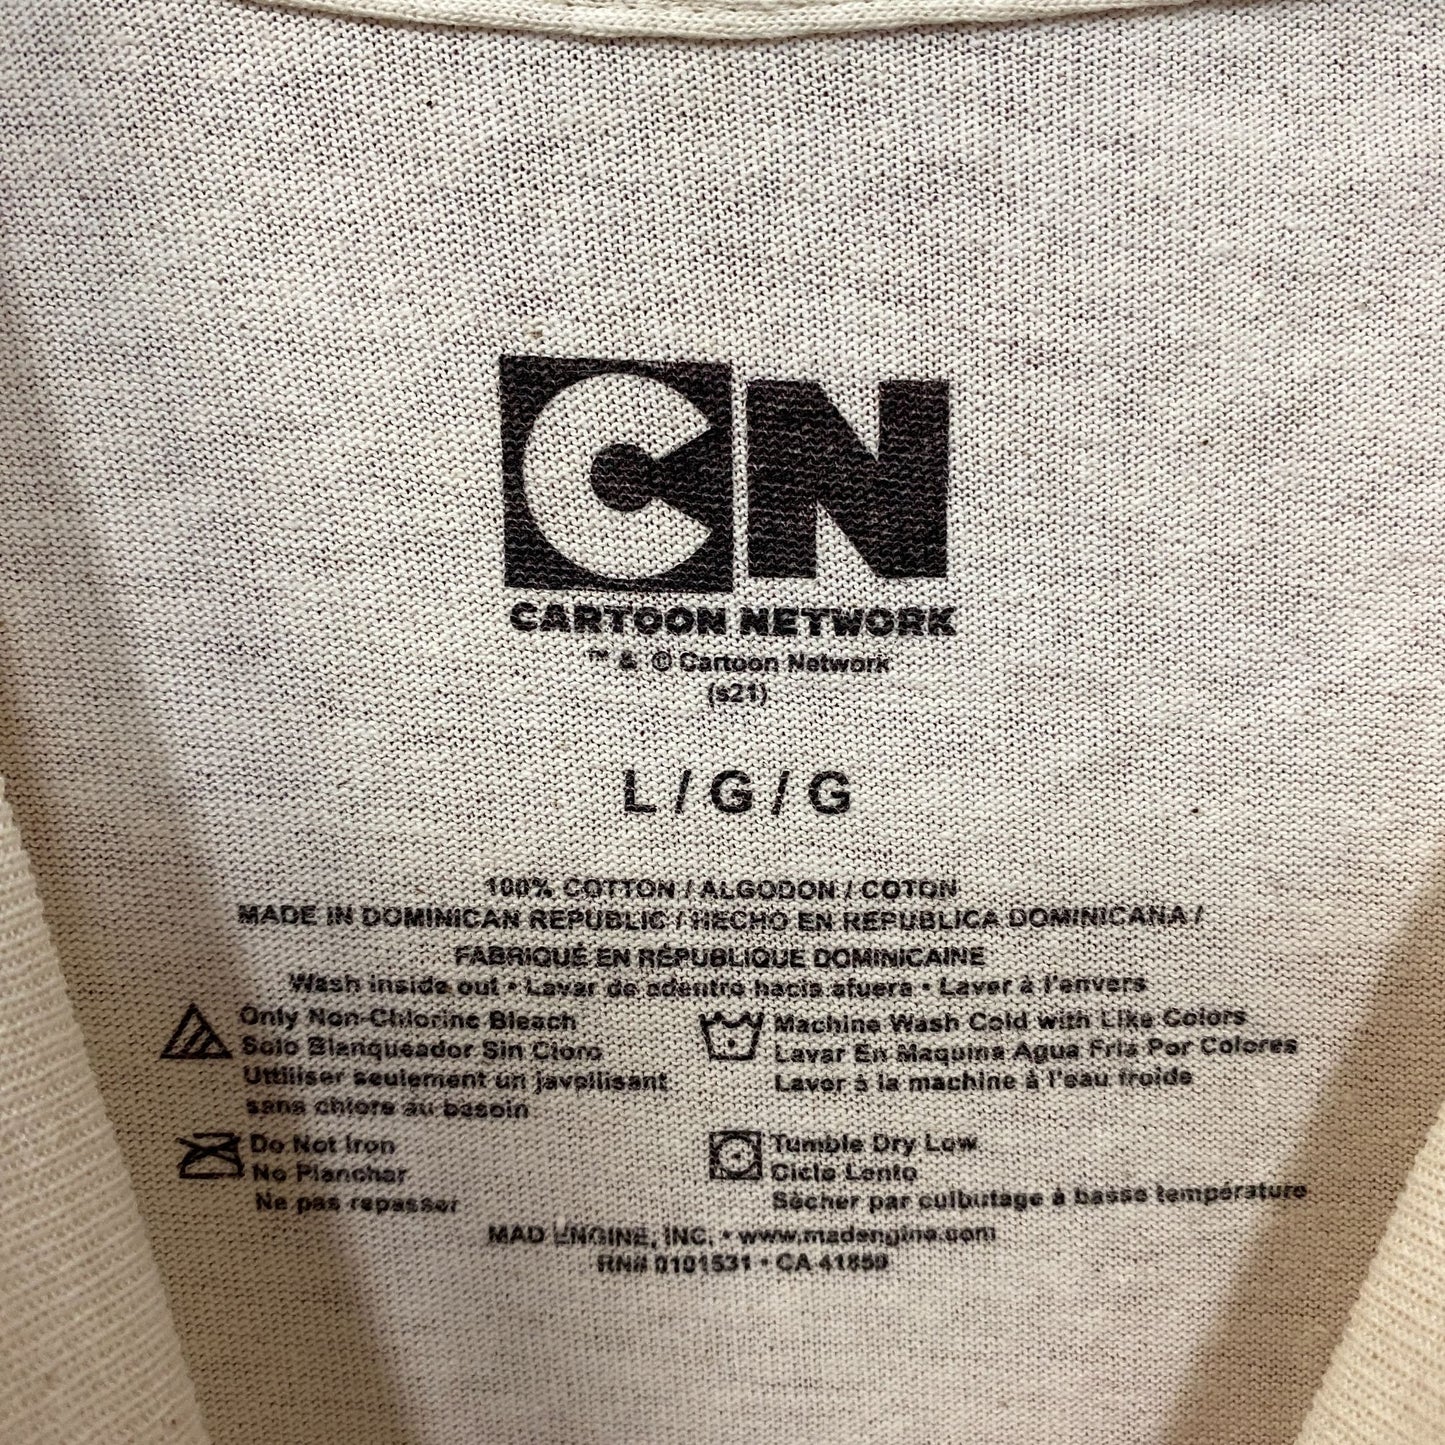 CN
CARTOON NETWORK
™ & © Cartoon Network
(s21)
L / G / G
100% COTTON / ALGODON / COTON
MADE IN DOMINICAN REPUBLIC / HECHO EN REPUBLICA DOMINICANA /
FABRIQUÉ EN RÉPUBLIQUE DOMINICAINE
Wash inside out • Lavar de adentro hacia afuera • Laver à l'envers
Only Non-Chlorine Bleach
Solo Blanqueador Sin Cloro
Utiliser seulement un javellisant
sans chlore au besoin
Machine Wash Cold with Like Colors
Lavar En Maquina Agua Fria Por Colores
Laver à la machine à l'eau froide
Do Not Iron
No Planchar
Ne pas repasser
Tumble Dry Low
Ciclo Lento
Sècher par culbutage à basse température
MAD ENGINE, INC. • www.madengine.com
RN# 0101531 • CA 41850